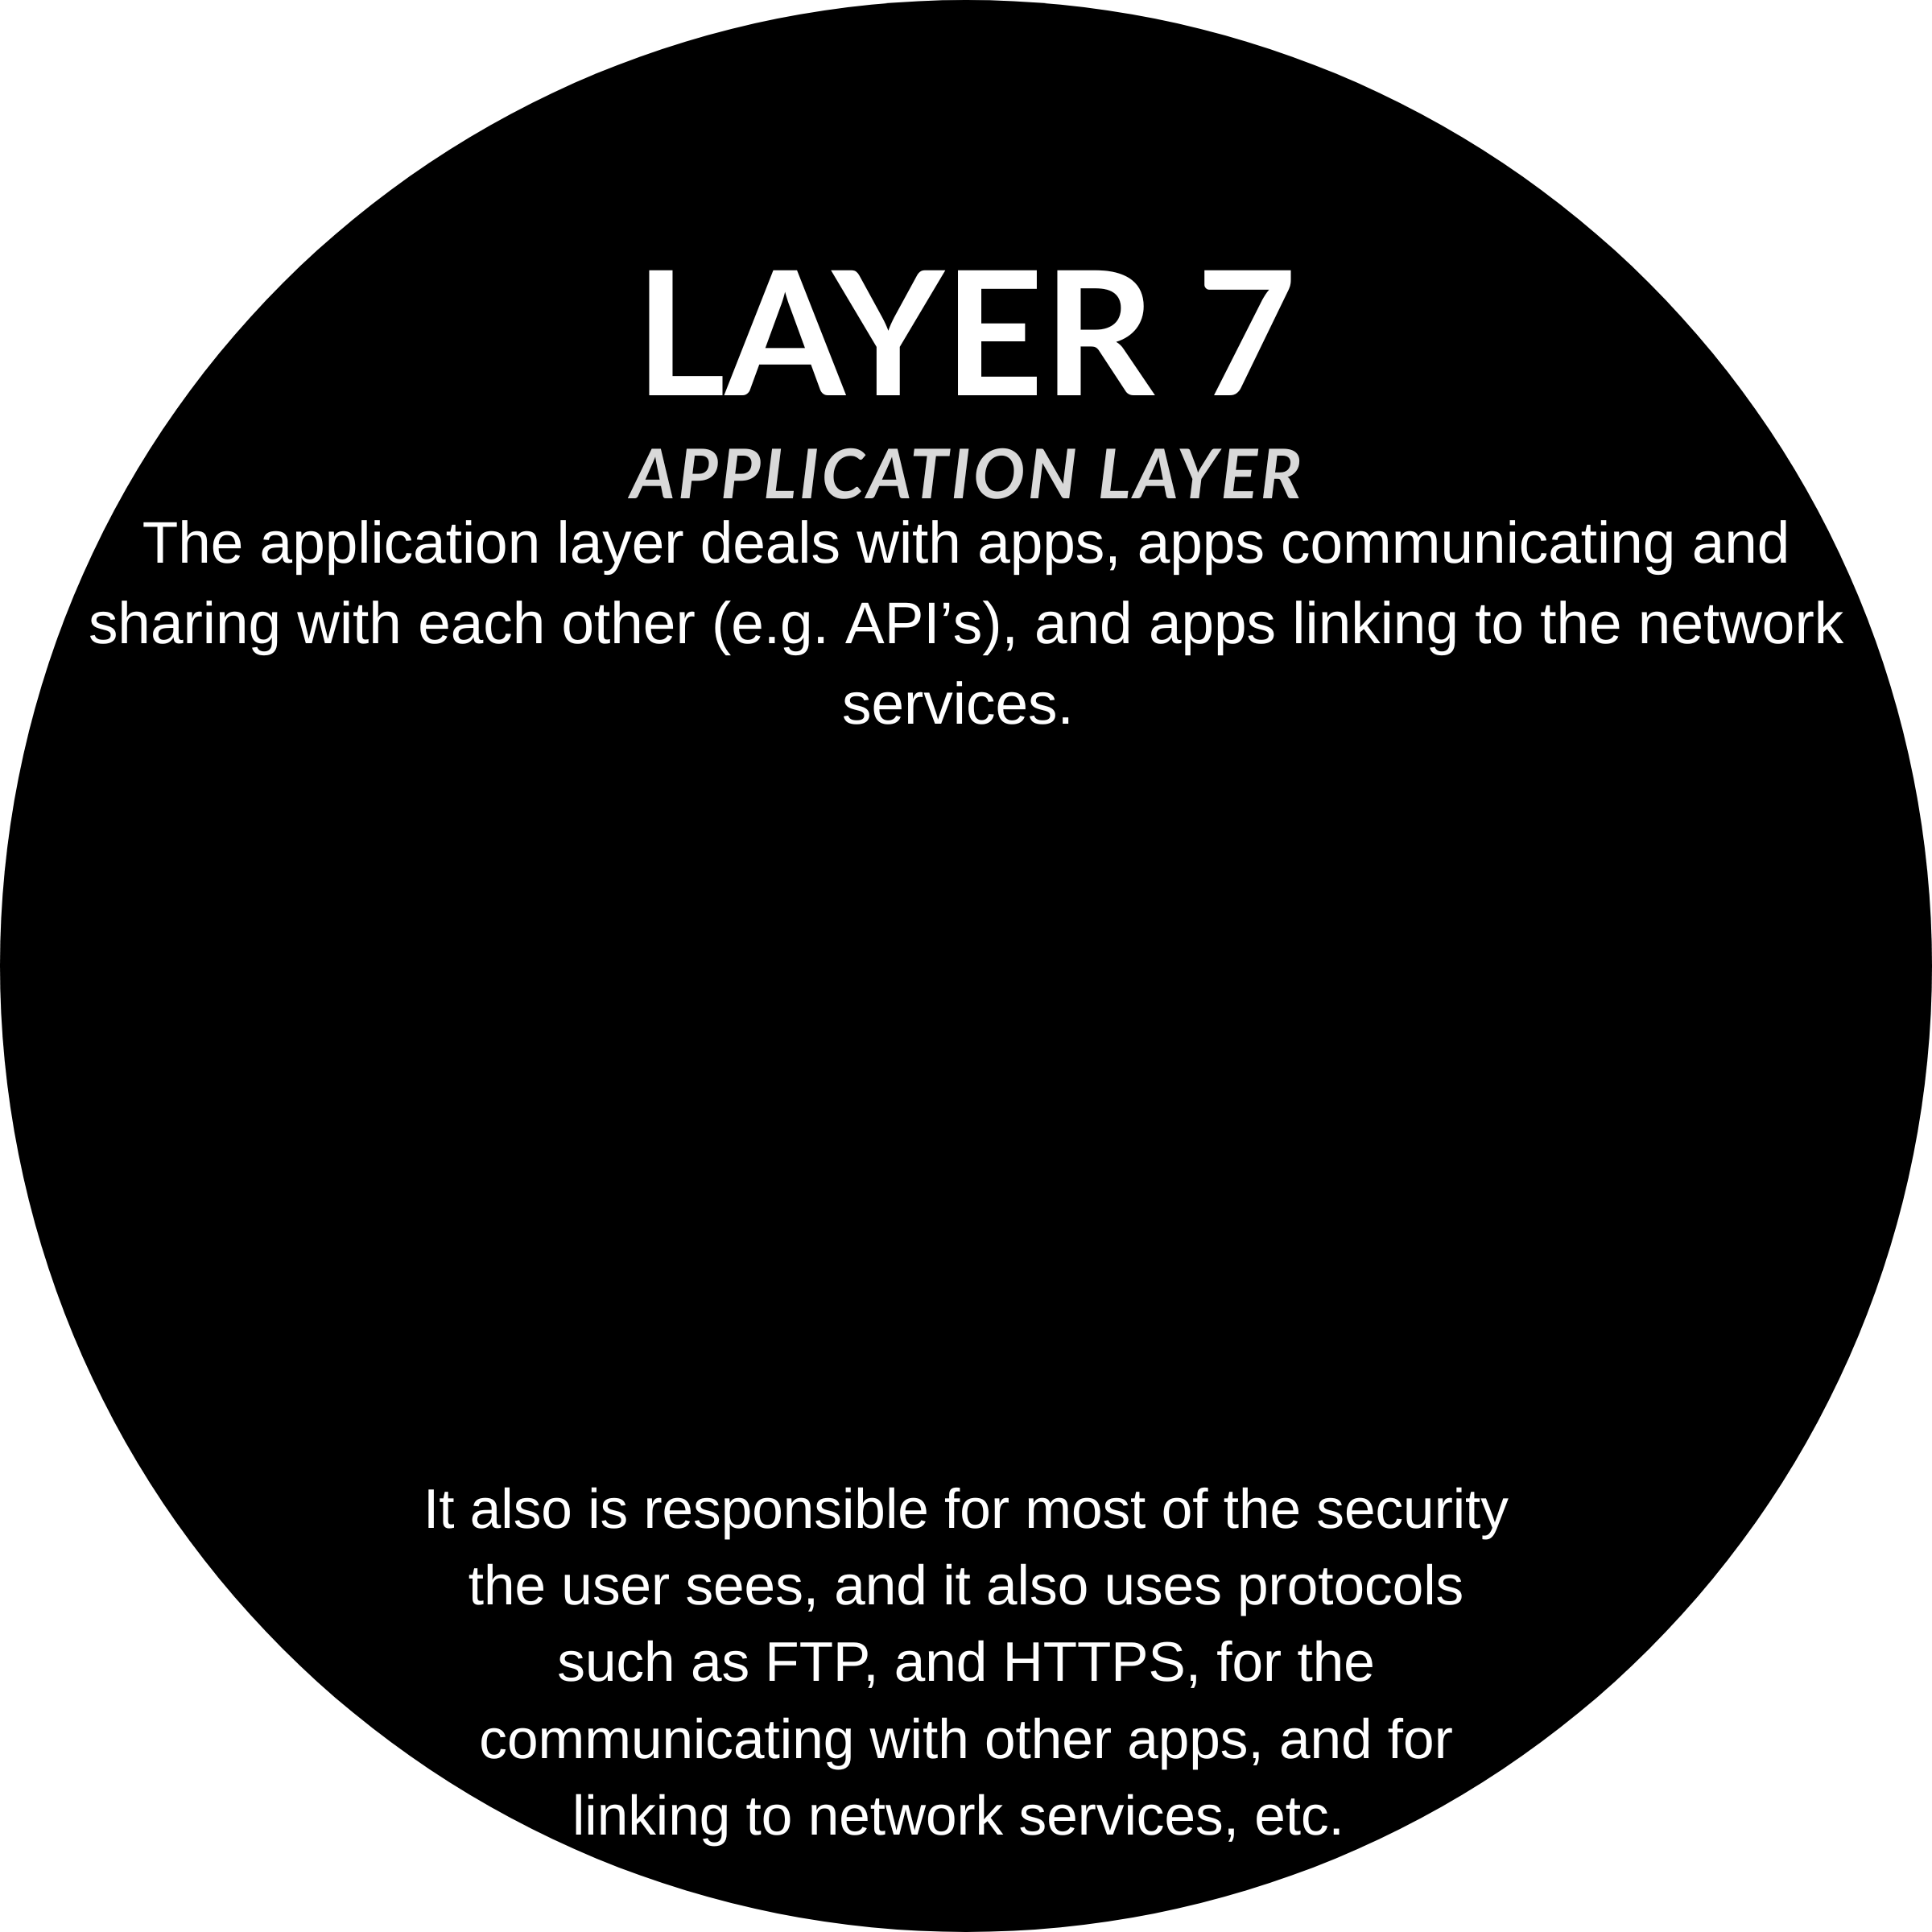 LAYER 7
APPLICATION LAYER
The application layer deals with apps, apps communicating and
sharing with each other (e.g. API’s), and apps linking to the network
services.
It also is responsible for most of the security
the user sees, and it also uses protocols
such as FTP, and HTTPS, for the
communicating with other apps, and for
linking to network services, etc.